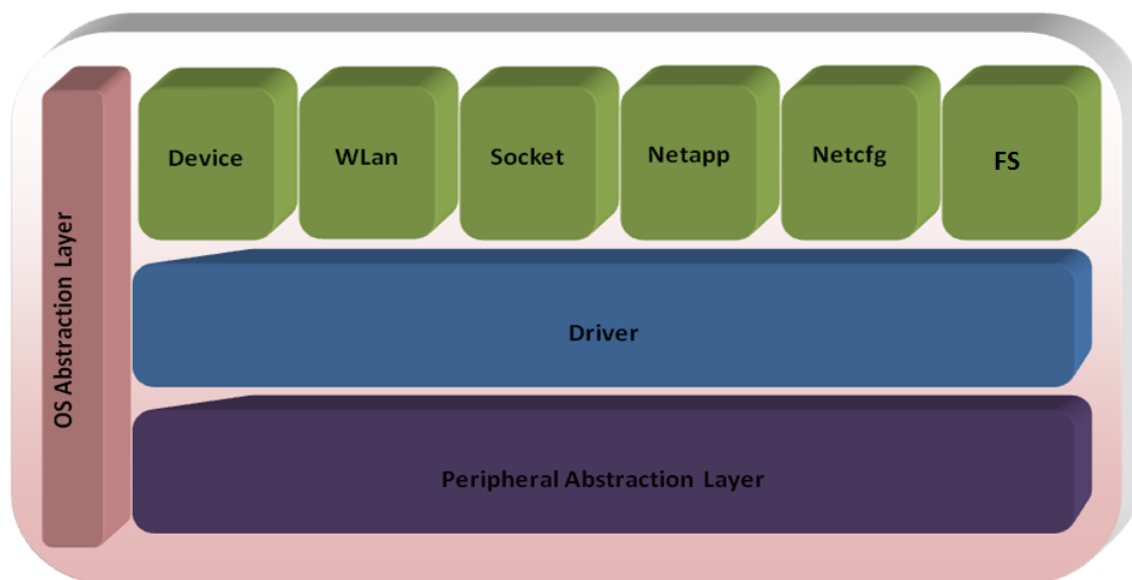 Device
WLan
Socket
Netapp
Netcfg
FS
OS Abstraction Layer
Driver
Peripheral Abstraction Layer